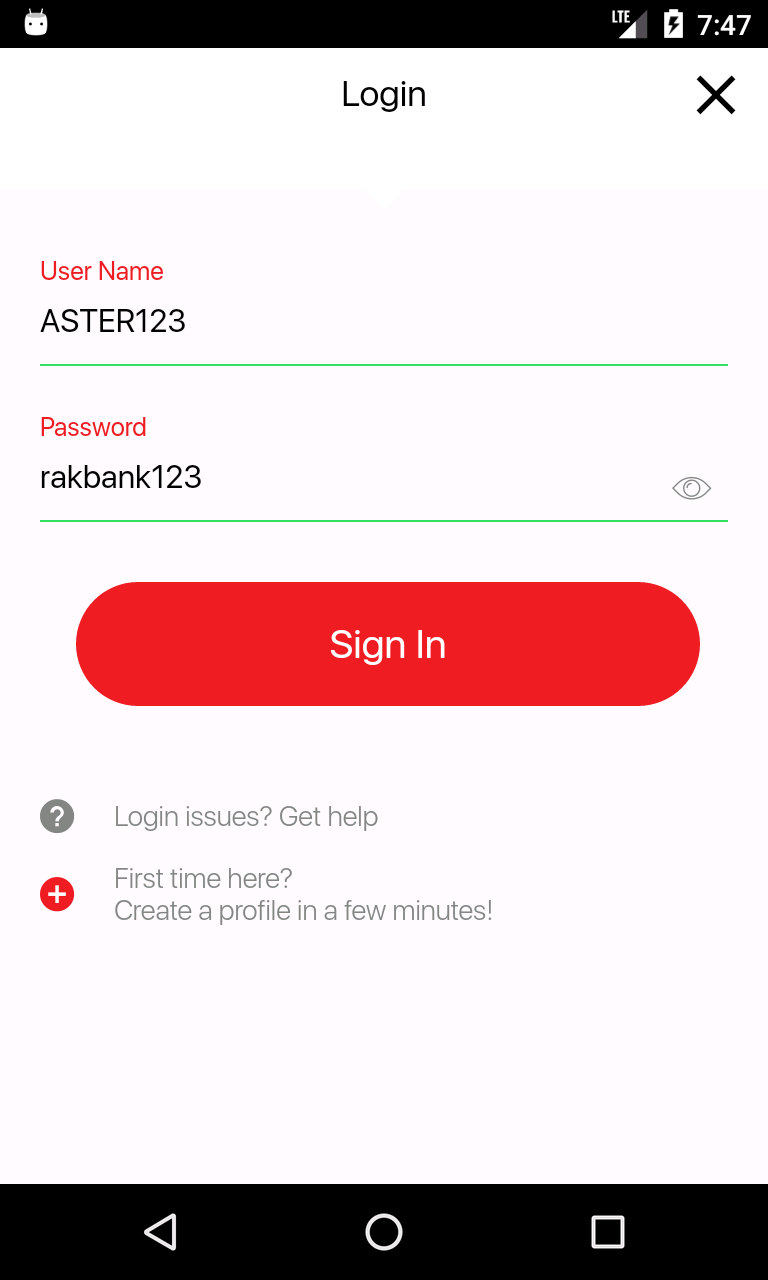 LTE 7:47
Login
User Name
ASTER123
Password
rakbank123
Sign In
Login issues? Get help
First time here?
Create a profile in a few minutes!